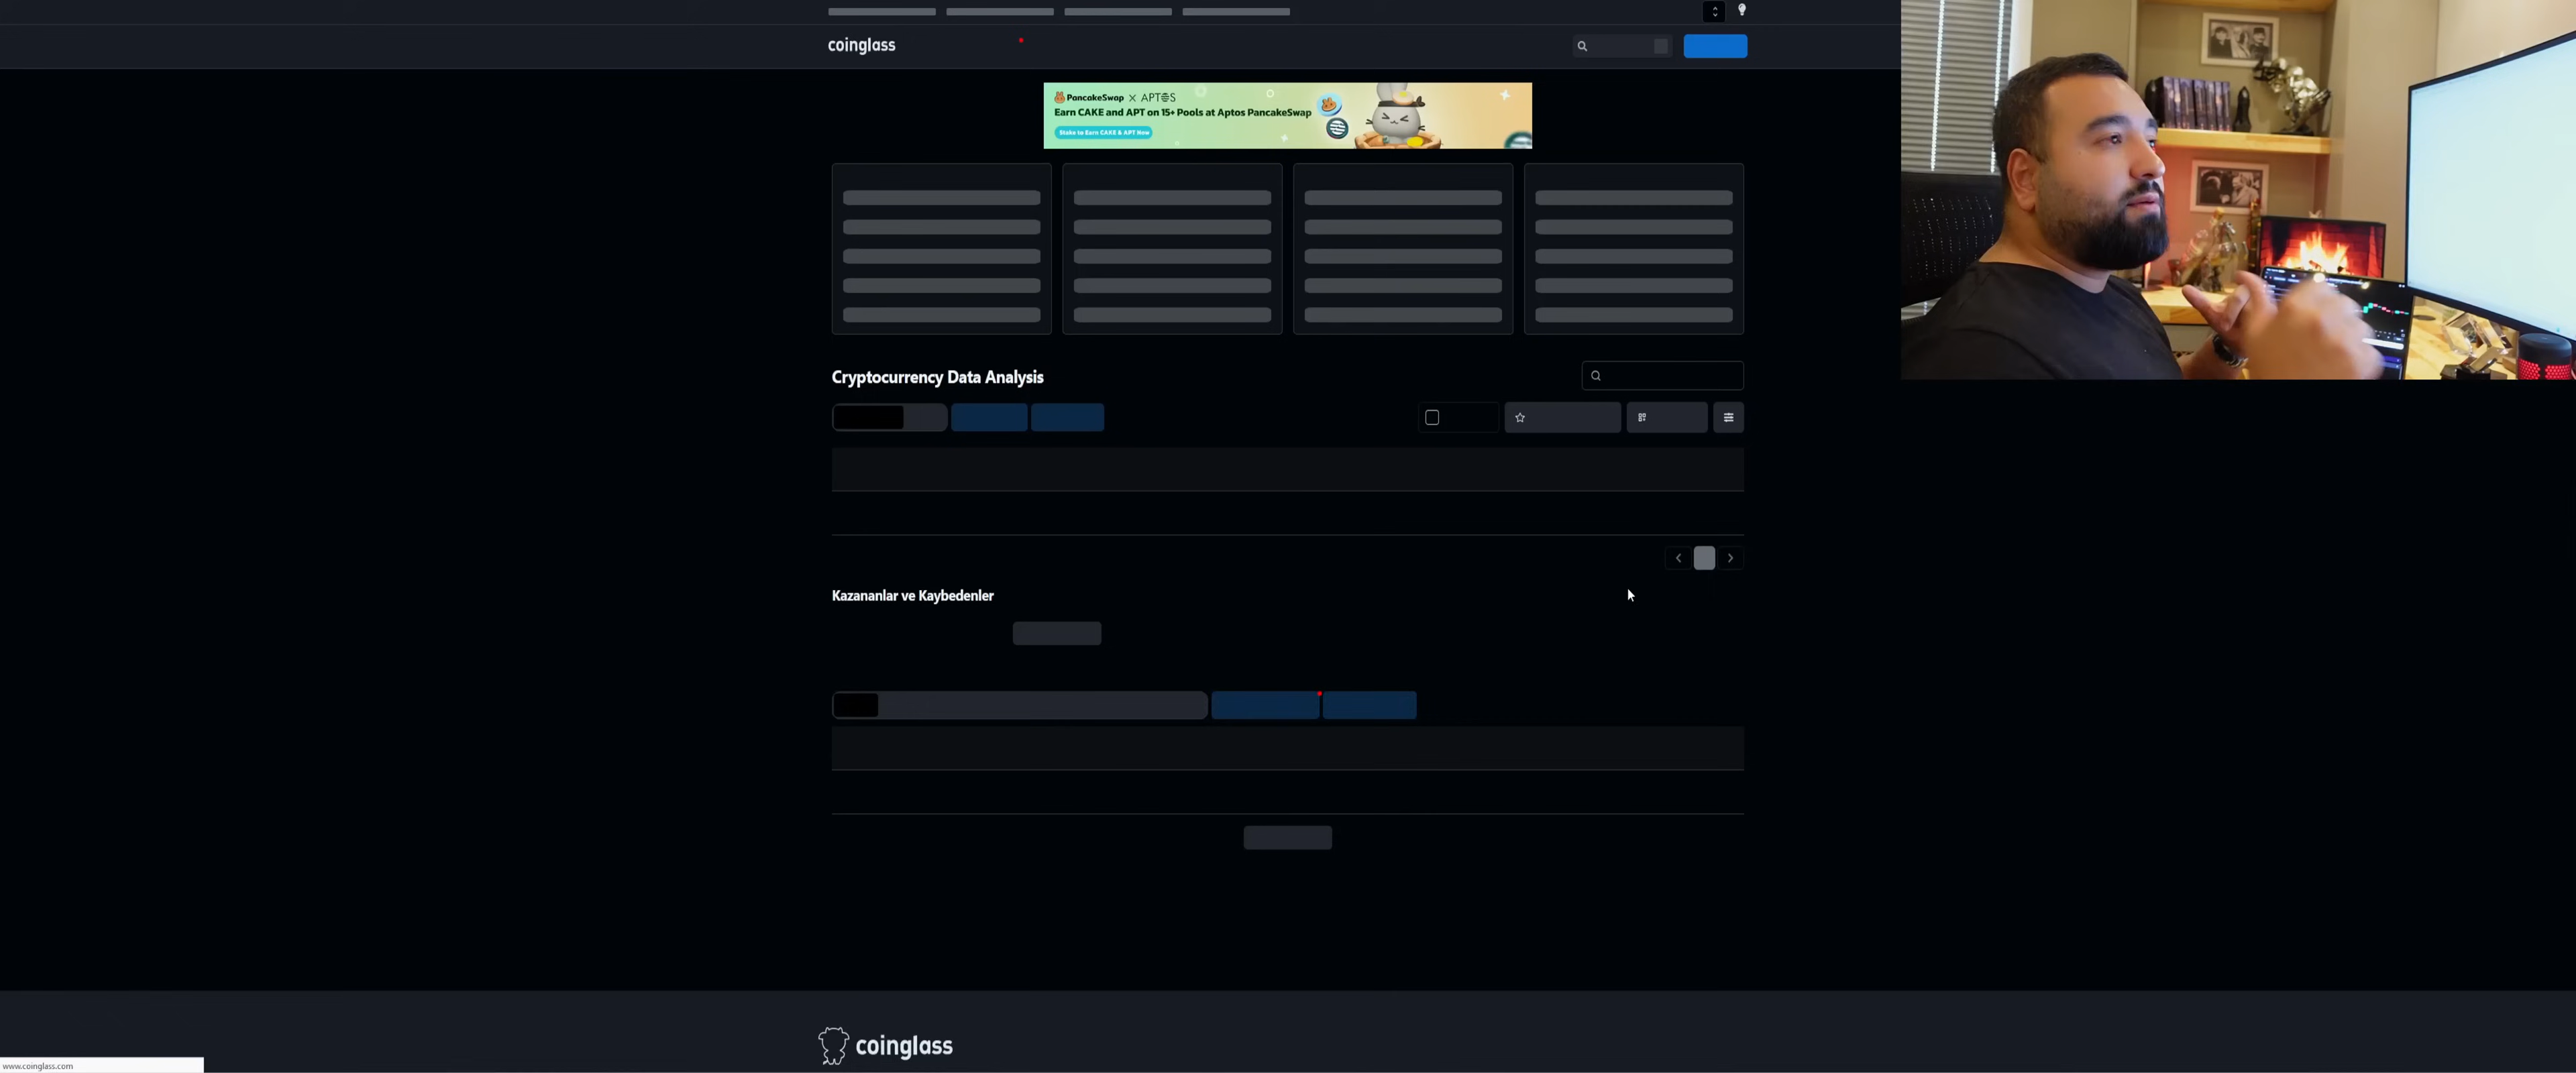 coinglass
PancakeSwap × APTOS
Earn CAKE and APT on 15+ Pools at Aptos PancakeSwap
Stake to Earn CAKE & APT Now
Cryptocurrency Data Analysis
Kazananlar ve Kaybedenler
coinglass
www.coinglass.com